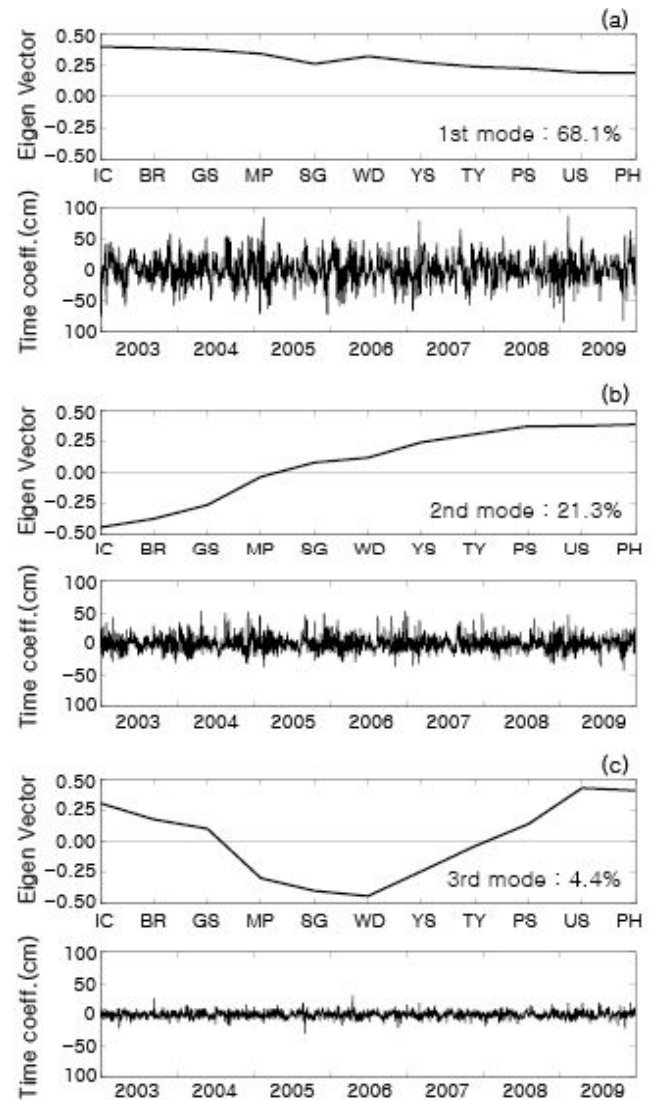 (a)
Eigen Vector
0.50
0.25
0.00
−0.25
−0.50
1st mode : 68.1%
IC BR GS MP SG WD YS TY PS US PH
Time coeff.(cm)
100
50
0
−50
100
2003 2004 2005 2006 2007 2008 2009
(b)
Eigen Vector
0.50
0.25
0.00
−0.25
−0.50
2nd mode : 21.3%
IC BR GS MP SG WD YS TY PS US PH
Time coeff.(cm)
100
50
0
−50
100
2003 2004 2005 2006 2007 2008 2009
(c)
Eigen Vector
0.50
0.25
0.00
−0.25
−0.50
3rd mode : 4.4%
IC BR GS MP SG WD YS TY PS US PH
Time coeff.(cm)
100
50
0
−50
100
2003 2004 2005 2006 2007 2008 2009